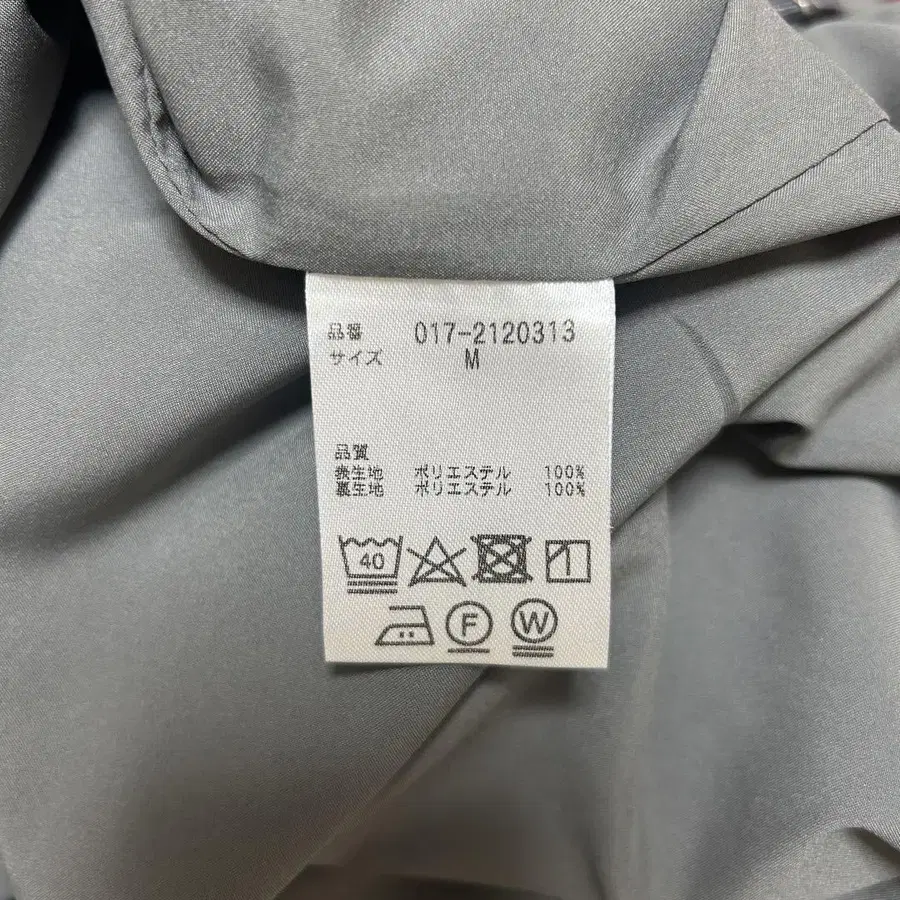 品番 017-2120313
サイズ M
品質
表生地 ポリエステル 100%
裏生地 ポリエステル 100%
40
F W